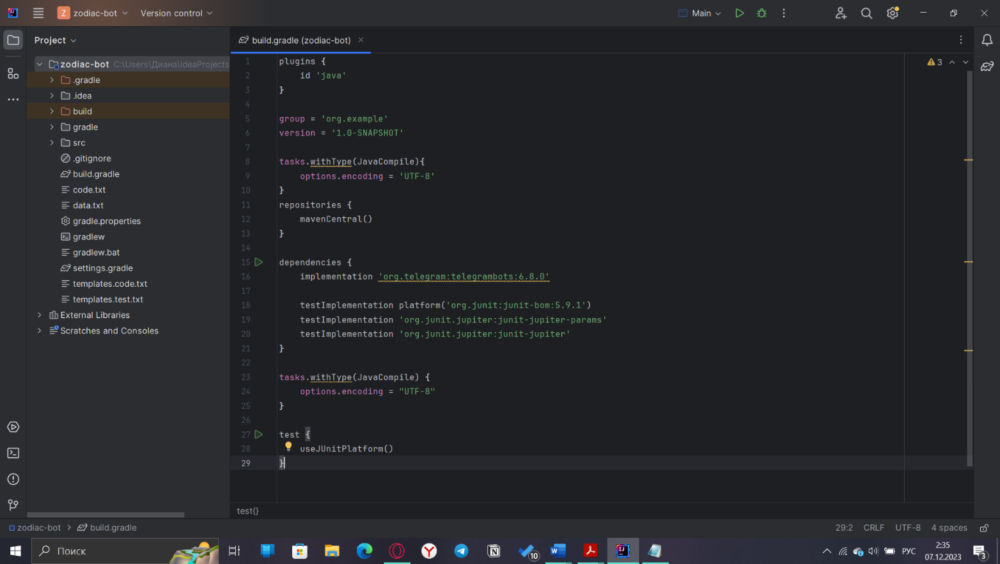 Z zodiac-bot Version control Main
Project
build.gradle (zodiac-bot)
zodiac-bot C:\Users\Диана\IdeaProjects
.gradle
.idea
build
gradle
src
.gitignore
build.gradle
code.txt
data.txt
gradle.properties
gradlew
gradlew.bat
settings.gradle
templates.code.txt
templates.test.txt
External Libraries
Scratches and Consoles
3
1 plugins {
2     id 'java'
3 }
4
5 group = 'org.example'
6 version = '1.0-SNAPSHOT'
7
8 tasks.withType(JavaCompile){
9     options.encoding = 'UTF-8'
10 }
11 repositories {
12     mavenCentral()
13 }
14
15 dependencies {
16     implementation 'org.telegram:telegrambots:6.8.0'
17
18     testImplementation platform('org.junit:junit-bom:5.9.1')
19     testImplementation 'org.junit.jupiter:junit-jupiter-params'
20     testImplementation 'org.junit.jupiter:junit-jupiter'
21 }
22
23 tasks.withType(JavaCompile) {
24     options.encoding = "UTF-8"
25 }
26
27 test {
28     useJUnitPlatform()
29 }
test{}
zodiac-bot > build.gradle 29:2 CRLF UTF-8 4 spaces
Поиск
10
РУС
2:35
07.12.2023
3